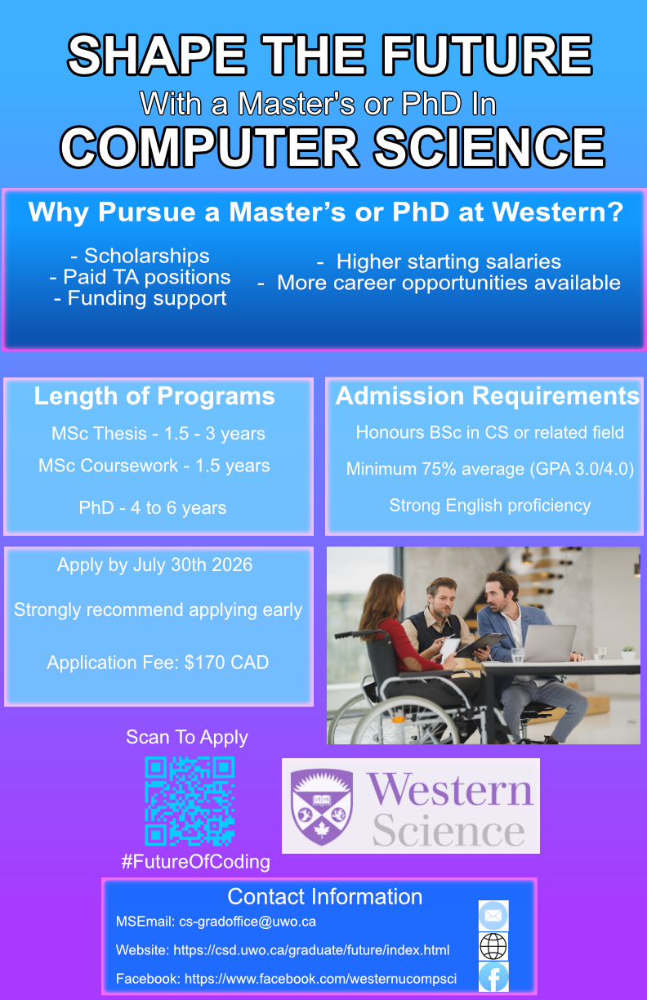 SHAPE THE FUTURE
With a Master's or PhD In
COMPUTER SCIENCE
Why Pursue a Master’s or PhD at Western?
- Scholarships
- Paid TA positions
- Funding support
- Higher starting salaries
- More career opportunities available
Length of Programs
MSc Thesis - 1.5 - 3 years
MSc Coursework - 1.5 years
PhD - 4 to 6 years
Admission Requirements
Honours BSc in CS or related field
Minimum 75% average (GPA 3.0/4.0)
Strong English proficiency
Apply by July 30th 2026
Strongly recommend applying early
Application Fee: $170 CAD
Scan To Apply
#FutureOfCoding
Western
Science
Contact Information
MSEmail: cs-gradoffice@uwo.ca
Website: https://csd.uwo.ca/graduate/future/index.html
Facebook: https://www.facebook.com/westernucompsci